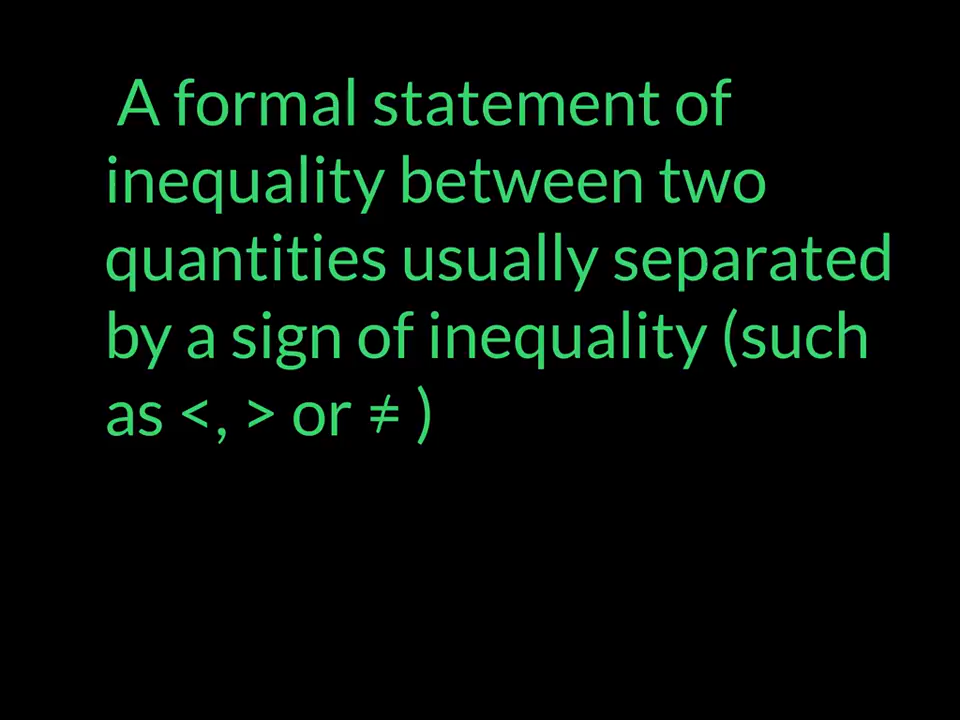 A formal statement of
inequality between two
quantities usually separated
by a sign of inequality (such
as <, > or ≠ )